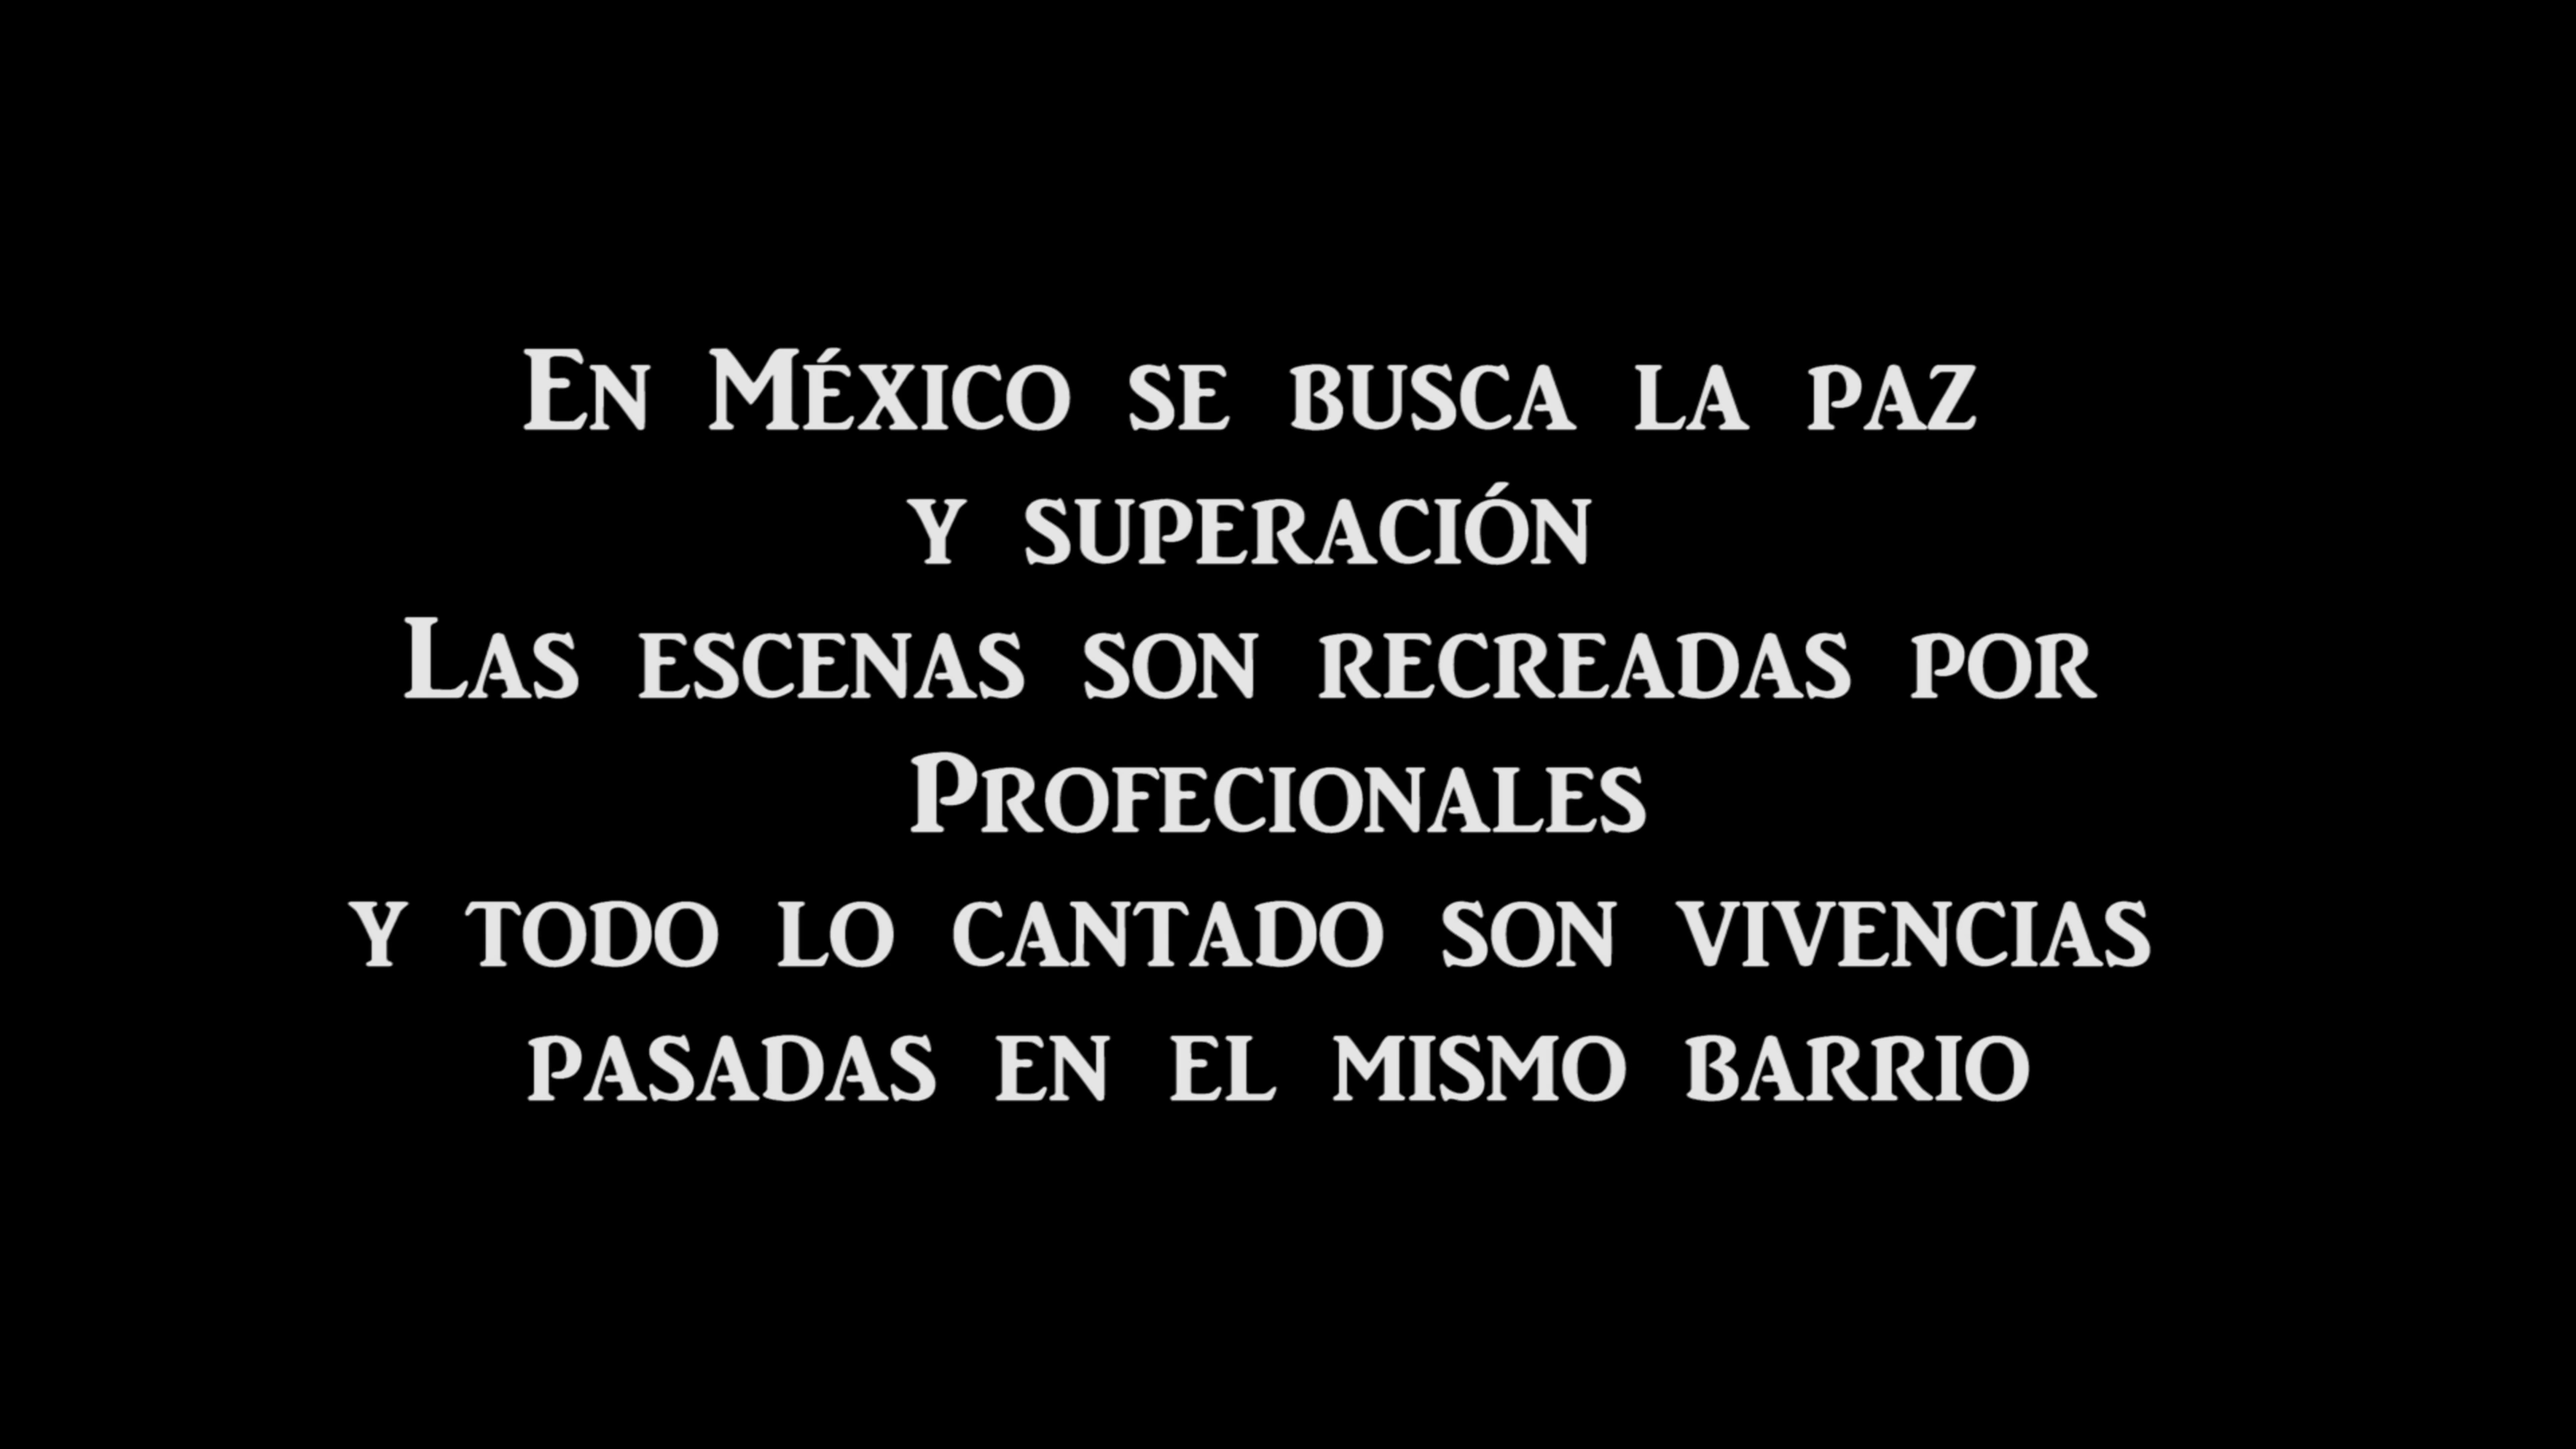 En México se busca la paz
y superación
Las escenas son recreadas por
Profecionales
y todo lo cantado son vivencias
pasadas en el mismo barrio